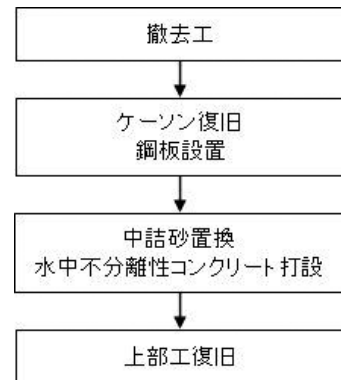 撤去工
ケーソン復旧
鋼板設置
中詰砂置換
水中不分離性コンクリート打設
上部工復旧